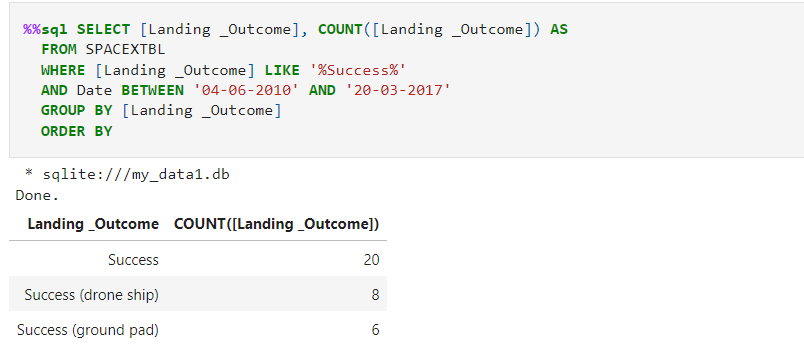 %%sql SELECT [Landing _Outcome], COUNT([Landing _Outcome]) AS
FROM SPACEXTBL
WHERE [Landing _Outcome] LIKE '%Success%'
AND Date BETWEEN '04-06-2010' AND '20-03-2017'
GROUP BY [Landing _Outcome]
ORDER BY
* sqlite:///my_data1.db
Done.
Landing _Outcome COUNT([Landing _Outcome])
Success 20
Success (drone ship) 8
Success (ground pad) 6